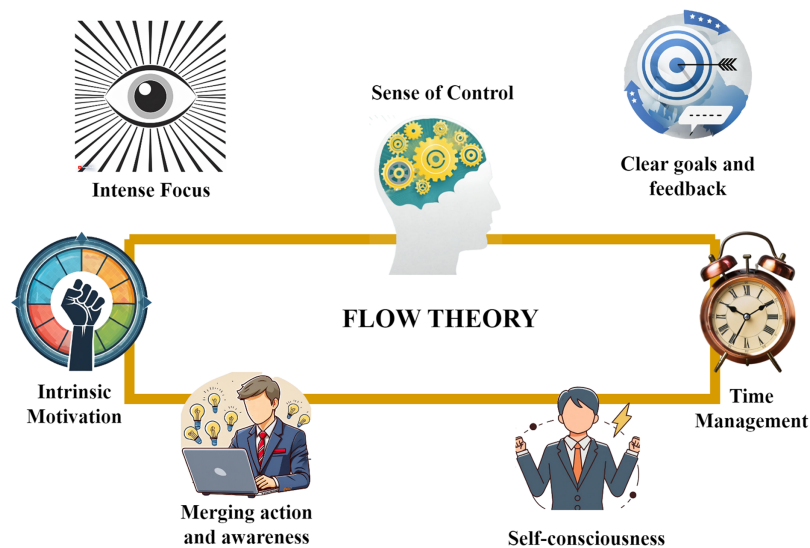 Sense of Control
Intense Focus
Clear goals and
feedback
FLOW THEORY
Intrinsic
Motivation
Time
Management
Merging action
and awareness
Self-consciousness